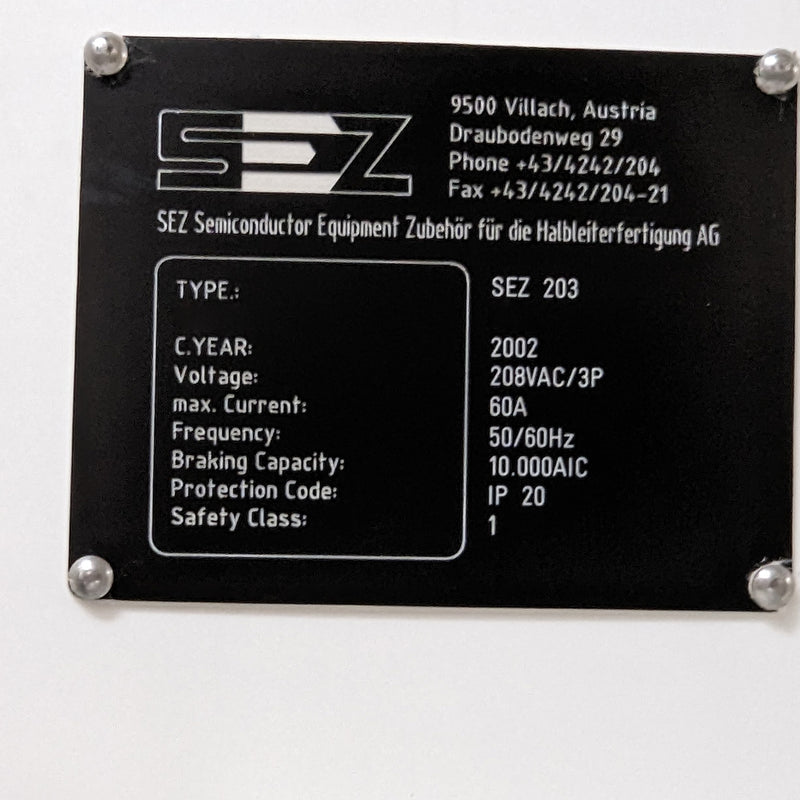 SEZ
9500 Villach, Austria
Draubodenweg 29
Phone +43/4242/204
Fax +43/4242/204-21
SEZ Semiconductor Equipment Zubehör für die Halbleiterfertigung AG
TYPE.: SEZ 203
C.YEAR: 2002
Voltage: 208VAC/3P
max. Current: 60A
Frequency: 50/60Hz
Braking Capacity: 10.000AIC
Protection Code: IP 20
Safety Class: 1